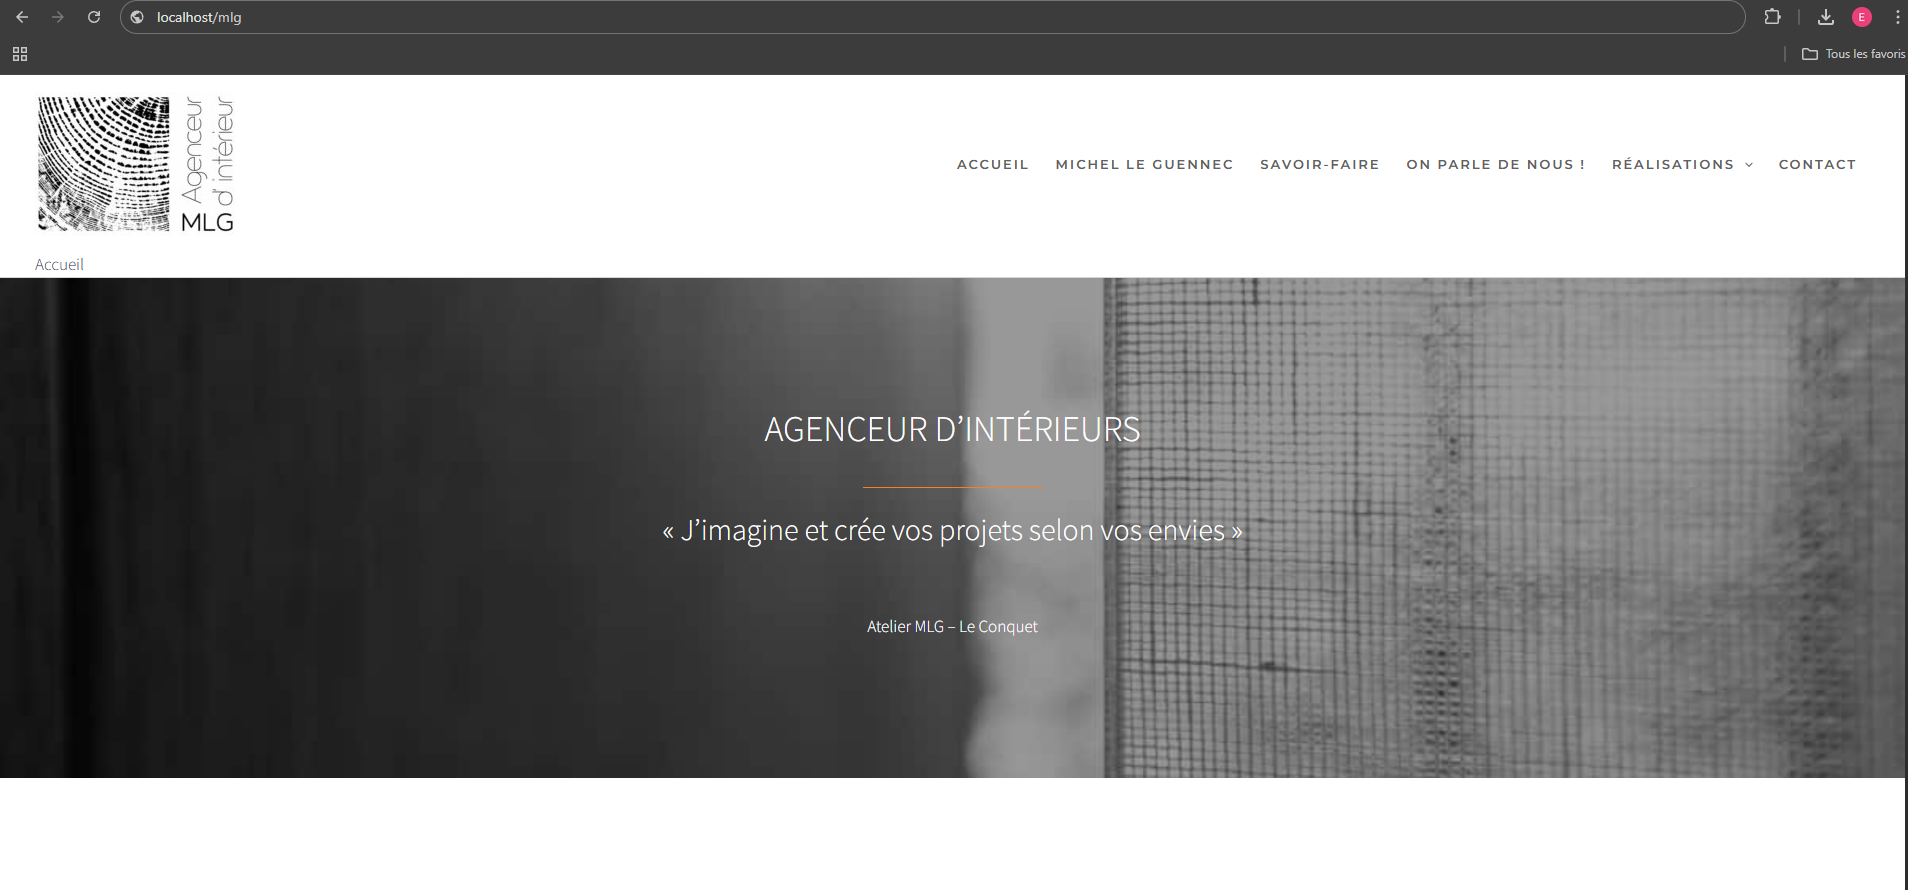 localhost/mlg
E
Tous les favoris
Agenceur
d'intérieur
MLG
ACCUEIL MICHEL LE GUENNEC SAVOIR-FAIRE ON PARLE DE NOUS ! RÉALISATIONS CONTACT
Accueil
AGENCEUR D’INTÉRIEURS
« J’imagine et crée vos projets selon vos envies »
Atelier MLG – Le Conquet